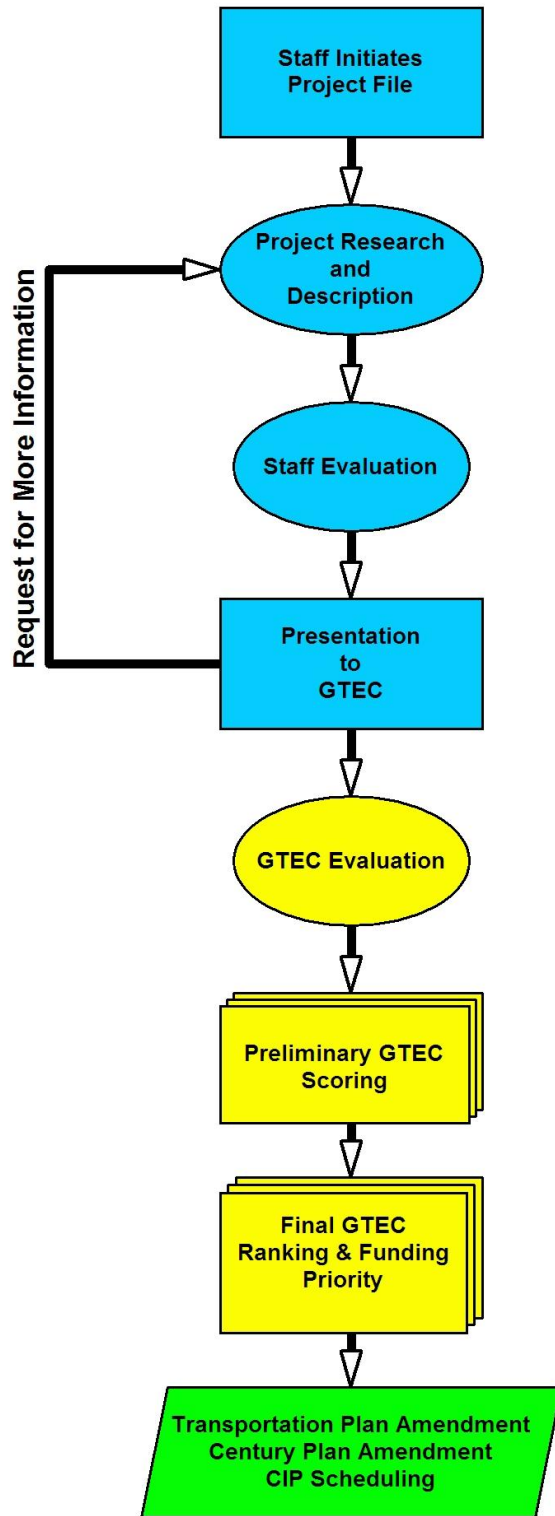 Staff Initiates
Project File
Project Research
and
Description
Request for More Information
Staff Evaluation
Presentation
to
GTEC
GTEC Evaluation
Preliminary GTEC
Scoring
Final GTEC
Ranking & Funding
Priority
Transportation Plan Amendment
Century Plan Amendment
CIP Scheduling